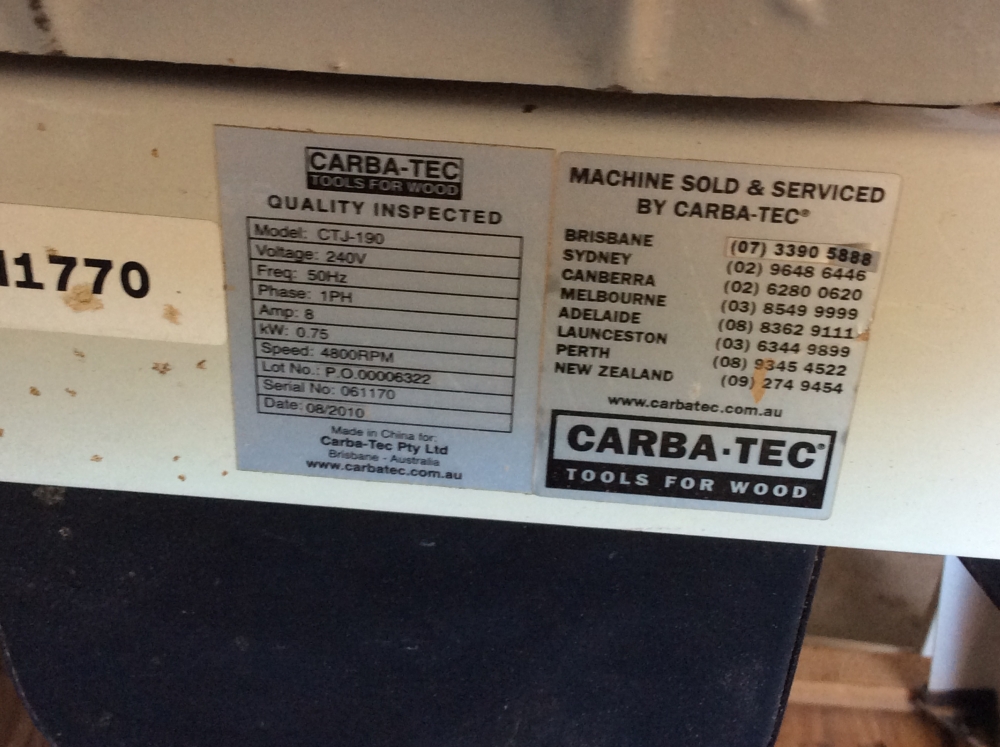 1770
CARBA-TEC
TOOLS FOR WOOD
QUALITY INSPECTED
Model: CTJ-190
Voltage: 240V
Freq: 50Hz
Phase: 1PH
Amp: 8
kW: 0.75
Speed: 4800RPM
Lot No.: P.O.00006322
Serial No: 061170
Date: 08/2010
Made in China for:
Carba-Tec Pty Ltd
Brisbane - Australia
www.carbatec.com.au
MACHINE SOLD & SERVICED
BY CARBA-TEC®
BRISBANE (07) 3390 5888
SYDNEY (02) 9648 6446
CANBERRA (02) 6280 0620
MELBOURNE (03) 8549 9999
ADELAIDE (08) 8362 9111
LAUNCESTON (03) 6344 9899
PERTH (08) 9345 4522
NEW ZEALAND (09) 274 9454
www.carbatec.com.au
CARBA-TEC®
TOOLS FOR WOOD